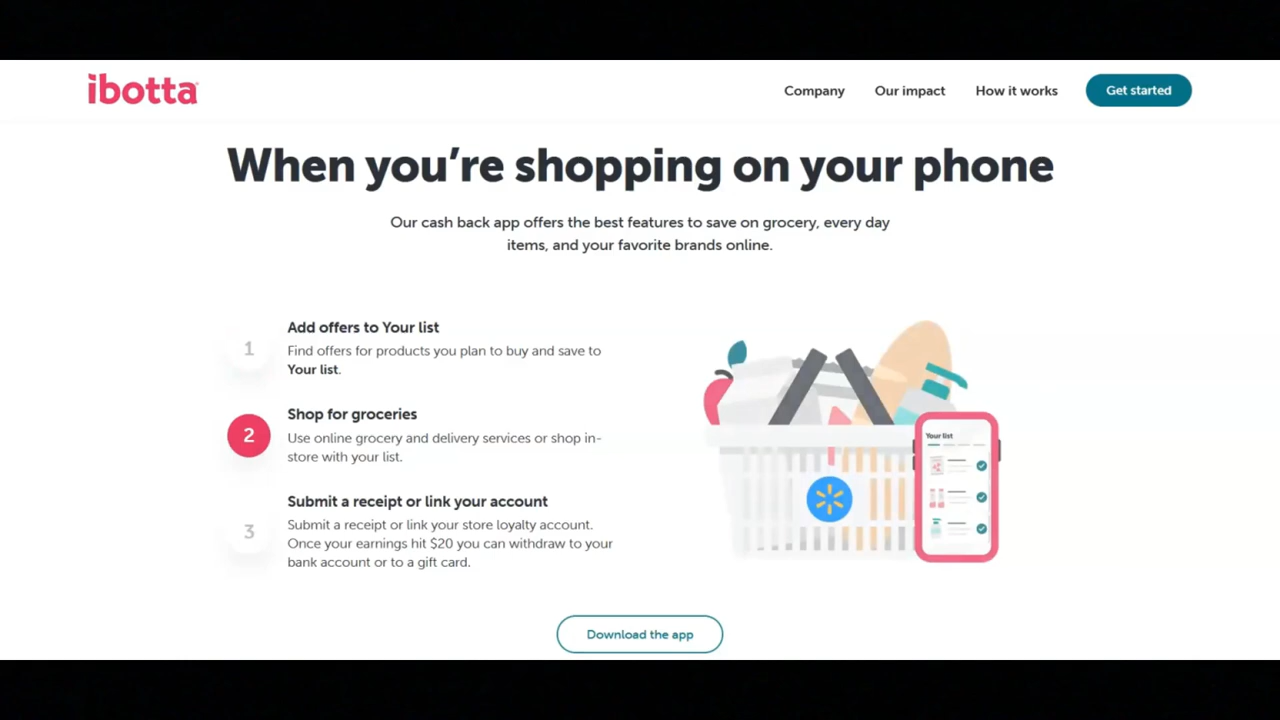 ibotta
Company
Our impact
How it works
Get started
When you're shopping on your phone
Our cash back app offers the best features to save on grocery, every day
items, and your favorite brands online.
1
Add offers to Your list
Find offers for products you plan to buy and save to
Your list.
2
Shop for groceries
Use online grocery and delivery services or shop in-
store with your list.
3
Submit a receipt or link your account
Submit a receipt or link your store loyalty account.
Once your earnings hit $20 you can withdraw to your
bank account or to a gift card.
Your list
Download the app